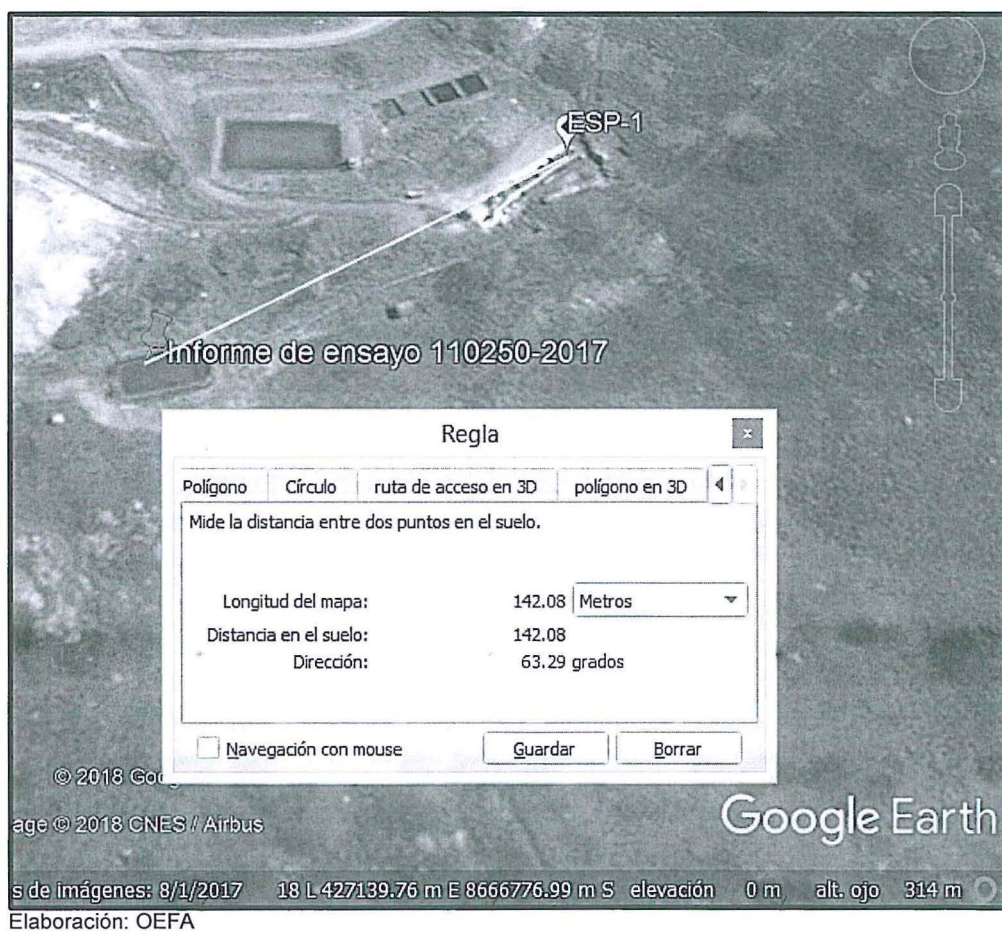 ESP-1
Informe de ensayo 110250-2017
Regla
Polígono Círculo ruta de acceso en 3D polígono en 3D
Mide la distancia entre dos puntos en el suelo.
Longitud del mapa: 142.08 Metros
Distancia en el suelo: 142.08
Dirección: 63.29 grados
Navegación con mouse Guardar Borrar
© 2018 Goo
age © 2018 CNES / Airbus
Google Earth
s de imágenes: 8/1/2017 18 L 427139.76 m E 8666776.99 m S elevación 0 m alt. ojo 314 m
Elaboración: OEFA